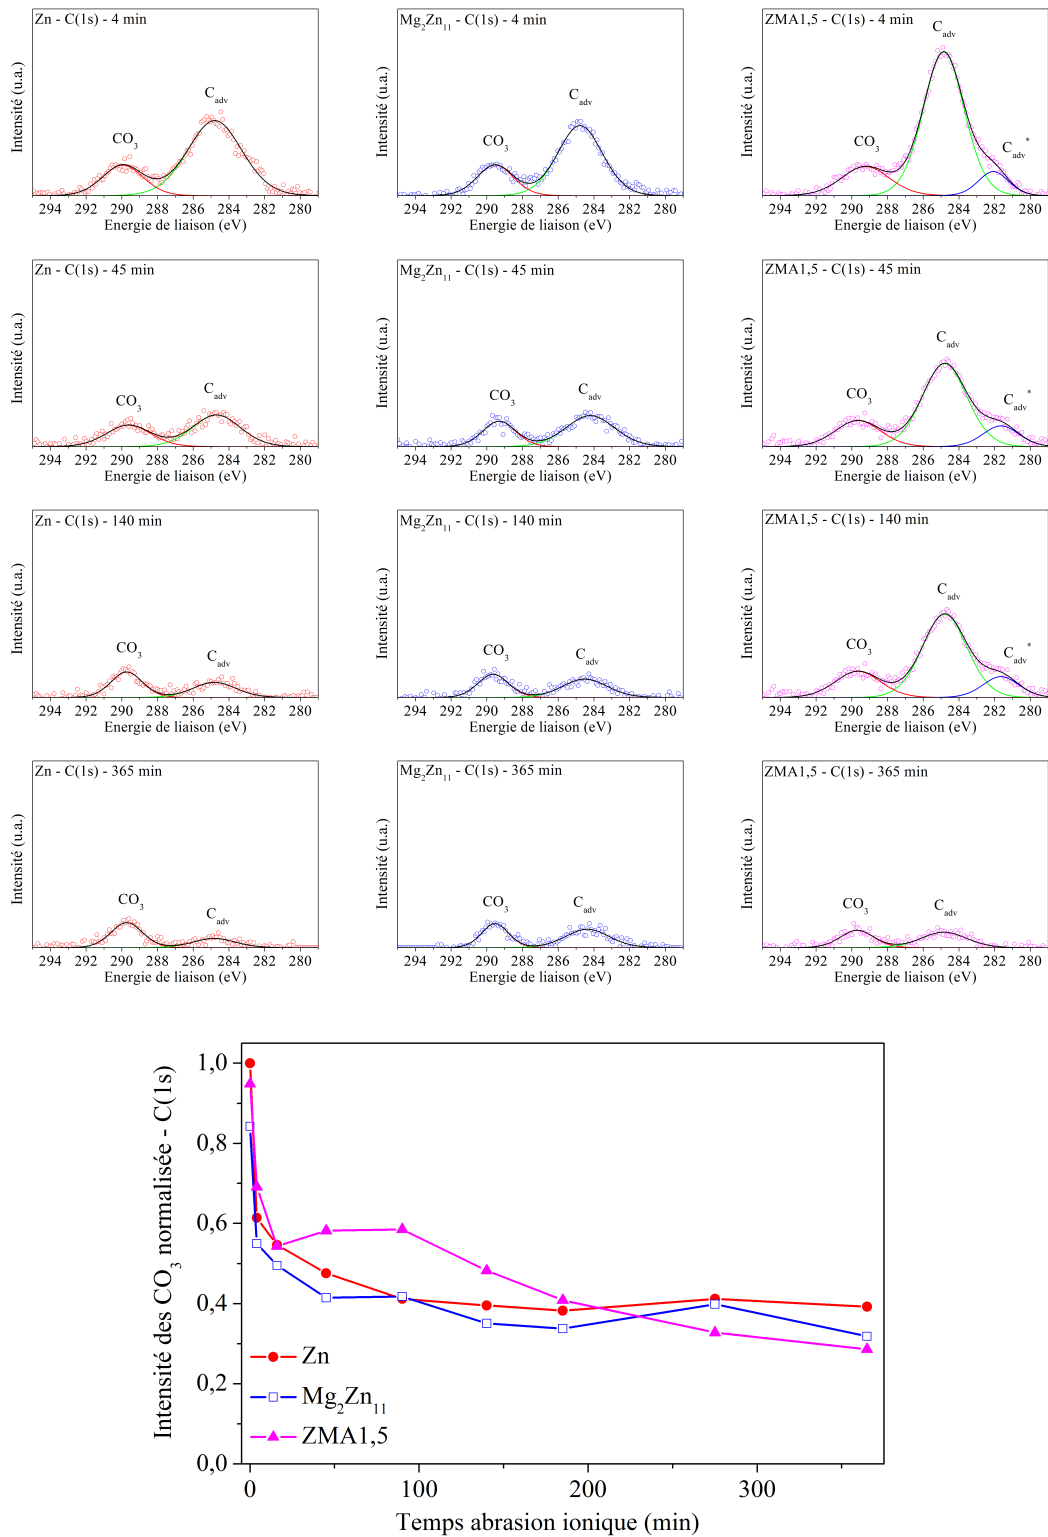 Zn - C(1s) - 4 min
Intensité (u.a.)
CO3
Cadv
294 292 290 288 286 284 282 280
Energie de liaison (eV)
Mg2Zn11 - C(1s) - 4 min
Intensité (u.a.)
CO3
Cadv
294 292 290 288 286 284 282 280
Energie de liaison (eV)
ZMA1,5 - C(1s) - 4 min
Intensité (u.a.)
CO3
Cadv
Cadv*
294 292 290 288 286 284 282 280
Energie de liaison (eV)
Zn - C(1s) - 45 min
Intensité (u.a.)
CO3
Cadv
294 292 290 288 286 284 282 280
Energie de liaison (eV)
Mg2Zn11 - C(1s) - 45 min
Intensité (u.a.)
CO3
Cadv
294 292 290 288 286 284 282 280
Energie de liaison (eV)
ZMA1,5 - C(1s) - 45 min
Intensité (u.a.)
CO3
Cadv
Cadv*
294 292 290 288 286 284 282 280
Energie de liaison (eV)
Zn - C(1s) - 140 min
Intensité (u.a.)
CO3
Cadv
294 292 290 288 286 284 282 280
Energie de liaison (eV)
Mg2Zn11 - C(1s) - 140 min
Intensité (u.a.)
CO3
Cadv
294 292 290 288 286 284 282 280
Energie de liaison (eV)
ZMA1,5 - C(1s) - 140 min
Intensité (u.a.)
CO3
Cadv
Cadv*
294 292 290 288 286 284 282 280
Energie de liaison (eV)
Zn - C(1s) - 365 min
Intensité (u.a.)
CO3
Cadv
294 292 290 288 286 284 282 280
Energie de liaison (eV)
Mg2Zn11 - C(1s) - 365 min
Intensité (u.a.)
CO3
Cadv
294 292 290 288 286 284 282 280
Energie de liaison (eV)
ZMA1,5 - C(1s) - 365 min
Intensité (u.a.)
CO3
Cadv
294 292 290 288 286 284 282 280
Energie de liaison (eV)
Intensité des CO3 normalisée - C(1s)
1,0
0,8
0,6
0,4
0,2
0,0
Zn
Mg2Zn11
ZMA1,5
0 100 200 300
Temps abrasion ionique (min)